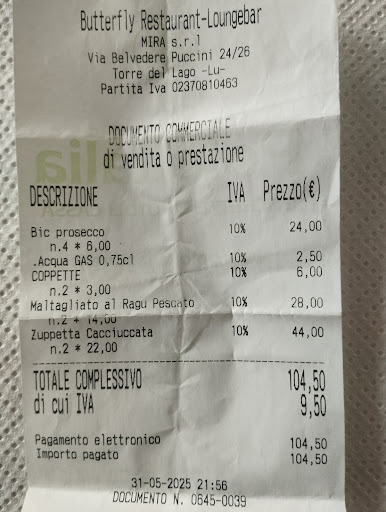 Butterfly Restaurant-Loungebar
MIRA s.r.l
Via Belvedere Puccini 24/26
Torre del Lago -Lu-
Partita Iva 02370810463
DOCUMENTO COMMERCIALE
di vendita o prestazione
DESCRIZIONE IVA Prezzo(€)
Bic prosecco 10% 24,00
n.4 * 6,00
.Acqua GAS 0,75cl 10% 2,50
COPPETTE 10% 6,00
n.2 * 3,00
Maltagliato al Ragu Pescato 10% 28,00
n.2 * 14,00
Zuppetta Cacciuccata 10% 44,00
n.2 * 22,00
TOTALE COMPLESSIVO 104,50
di cui IVA 9,50
Pagamento elettronico 104,50
Importo pagato 104,50
31-05-2025 21:56
DOCUMENTO N. 0645-0039